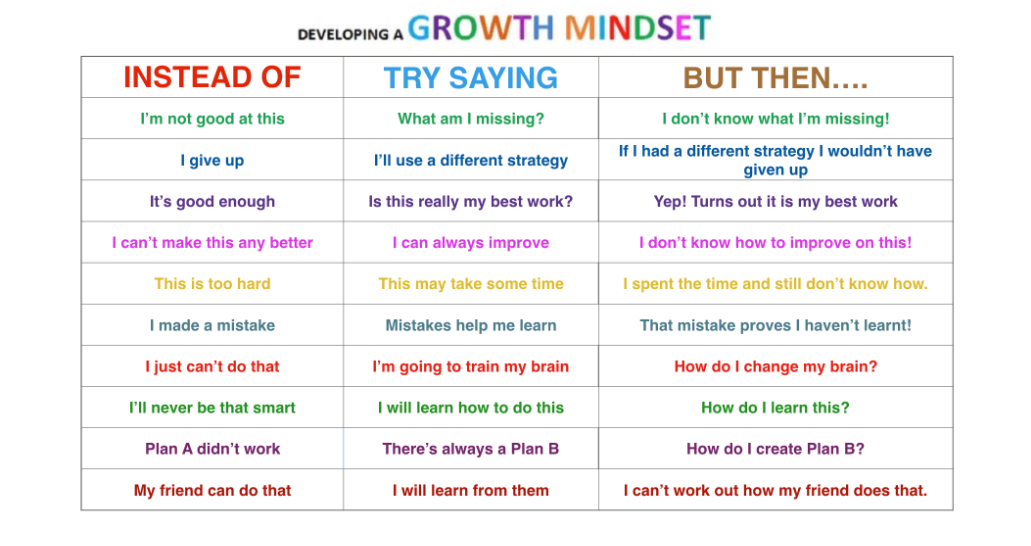 DEVELOPING A GROWTH MINDSET
INSTEAD OF TRY SAYING BUT THEN....
I'm not good at this What am I missing? I don't know what I'm missing!
I give up I'll use a different strategy If I had a different strategy I wouldn't have
given up
It's good enough Is this really my best work? Yep! Turns out it is my best work
I can't make this any better I can always improve I don't know how to improve on this!
This is too hard This may take some time I spent the time and still don't know how.
I made a mistake Mistakes help me learn That mistake proves I haven't learnt!
I just can't do that I'm going to train my brain How do I change my brain?
I'll never be that smart I will learn how to do this How do I learn this?
Plan A didn't work There's always a Plan B How do I create Plan B?
My friend can do that I will learn from them I can't work out how my friend does that.